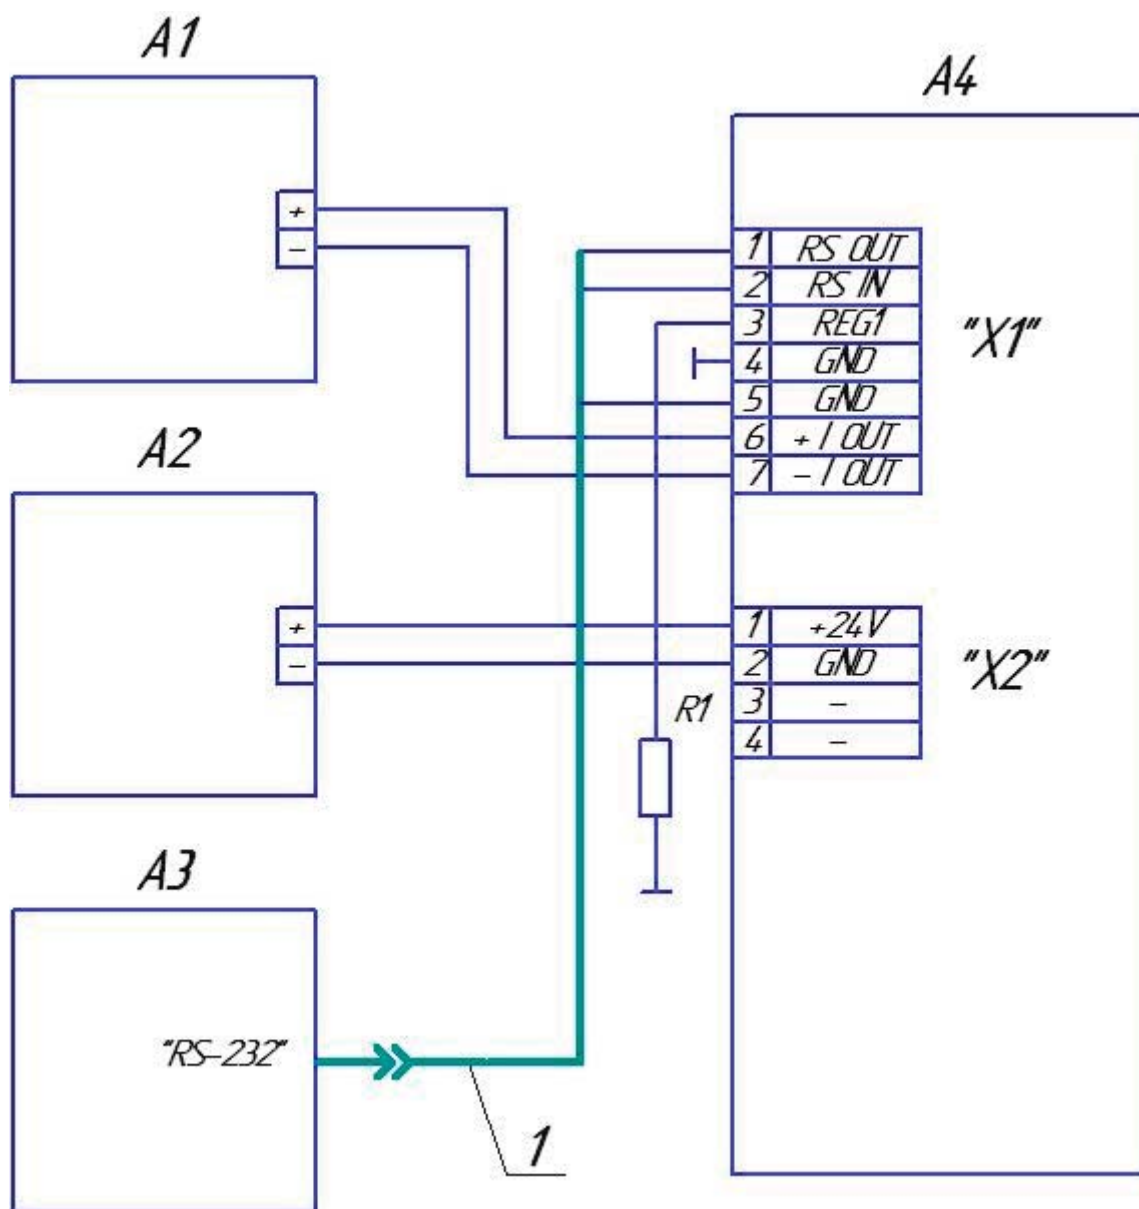 A1
+
-
A2
+
-
A3
"RS-232"
1
R1
A4
1 RS OUT
2 RS IN
3 REG1
4 GND
5 GND
6 + I OUT
7 - I OUT
"X1"
1 +24V
2 GND
3 -
4 -
"X2"